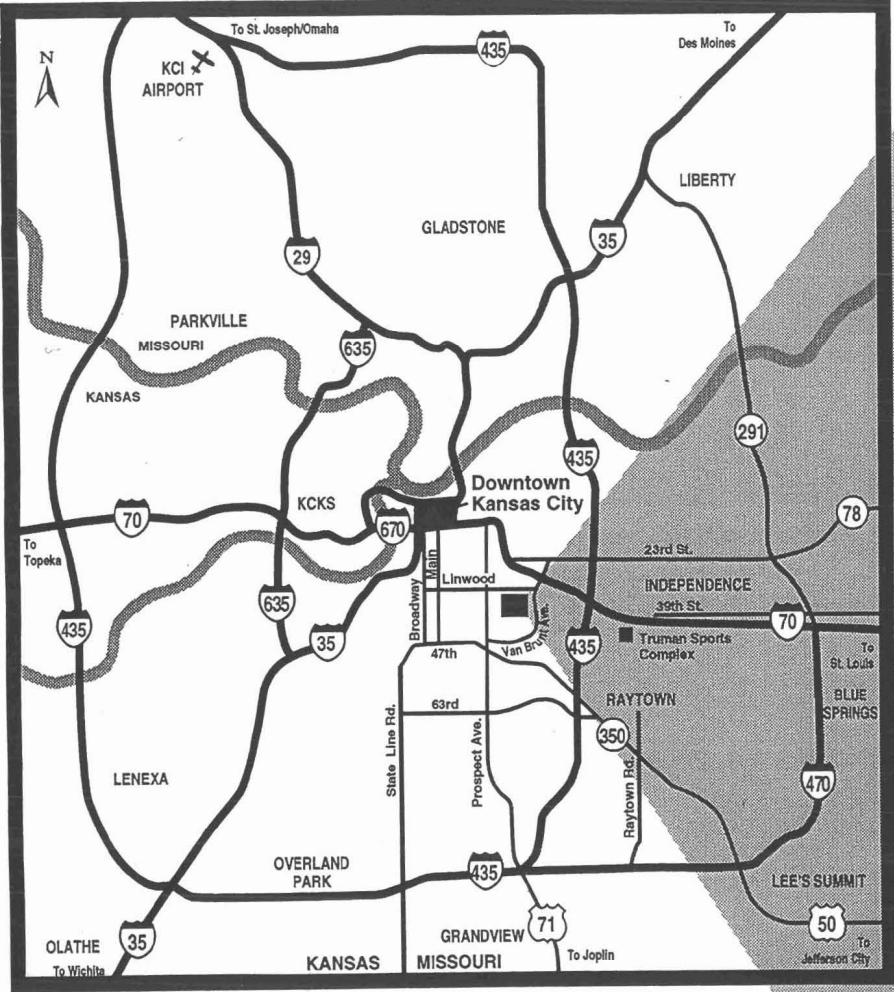 To St. Joseph/Omaha
435
To
Des Moines
N
KCI
AIRPORT
LIBERTY
GLADSTONE
35
29
PARKVILLE
MISSOURI
635
KANSAS
291
435
Downtown
Kansas City
KCKS
70
670
78
To
Topeka
23rd St.
Main
Linwood
INDEPENDENCE
39th St.
635
Broadway
Van Brunt Ave.
70
435
35
435
Truman Sports
Complex
47th
To
St. Louis
RAYTOWN
BLUE
SPRINGS
63rd
State Line Rd.
Prospect Ave.
350
Raytown Rd.
LENEXA
470
OVERLAND
PARK
435
LEE'S SUMMIT
71
50
OLATHE
35
GRANDVIEW
To Joplin
To
Jefferson City
To Wichita
KANSAS
MISSOURI